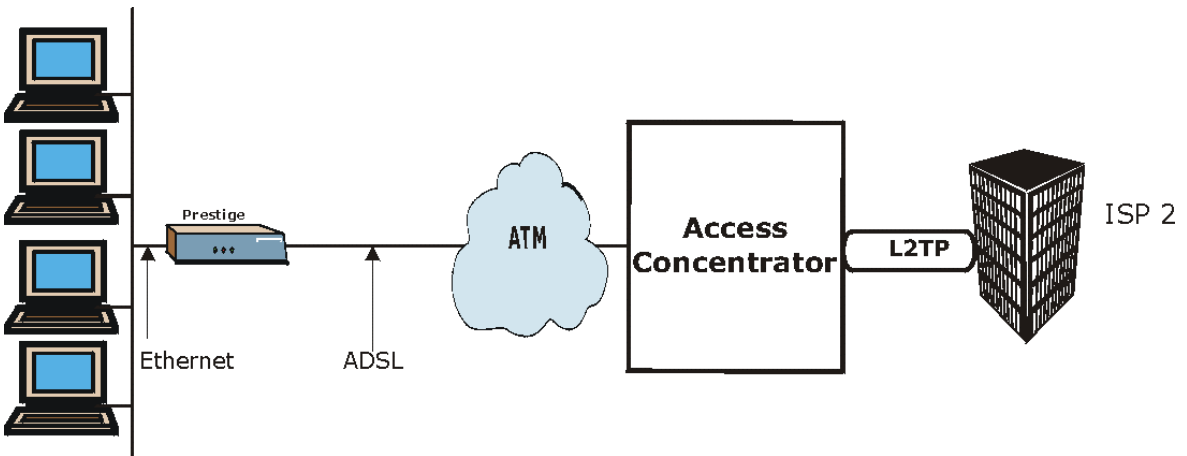 Prestige
Ethernet
ADSL
ATM
Access
Concentrator
L2TP
ISP 2